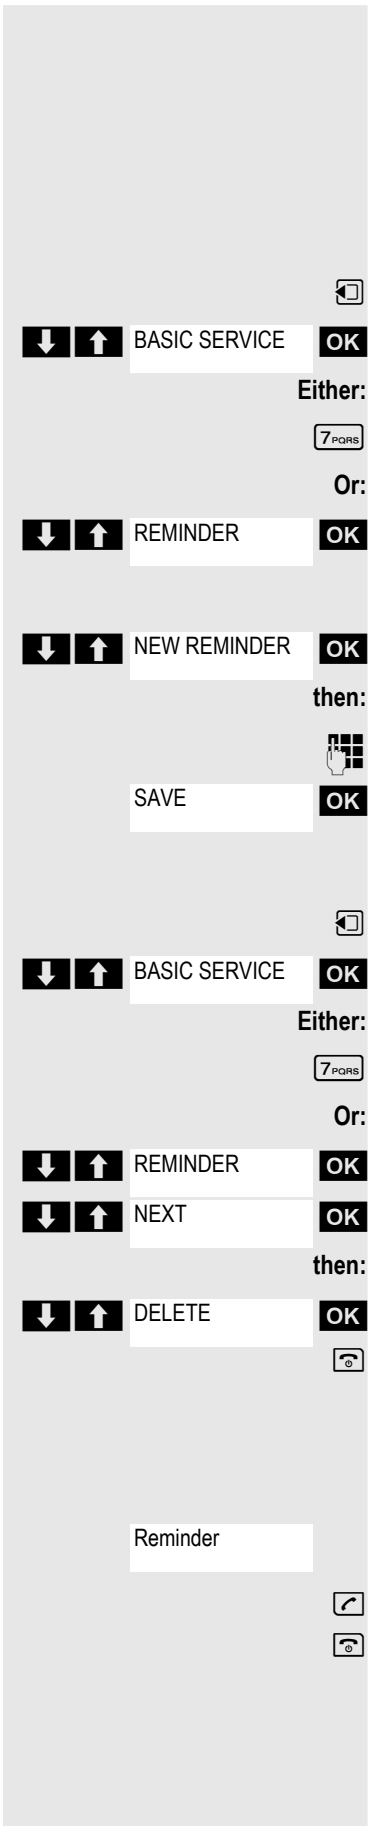 BASIC SERVICE OK
Either:
7PQRS
Or:
REMINDER OK
NEW REMINDER OK
then:
SAVE OK
BASIC SERVICE OK
Either:
7PQRS
Or:
REMINDER OK
NEXT OK
then:
DELETE OK
Reminder